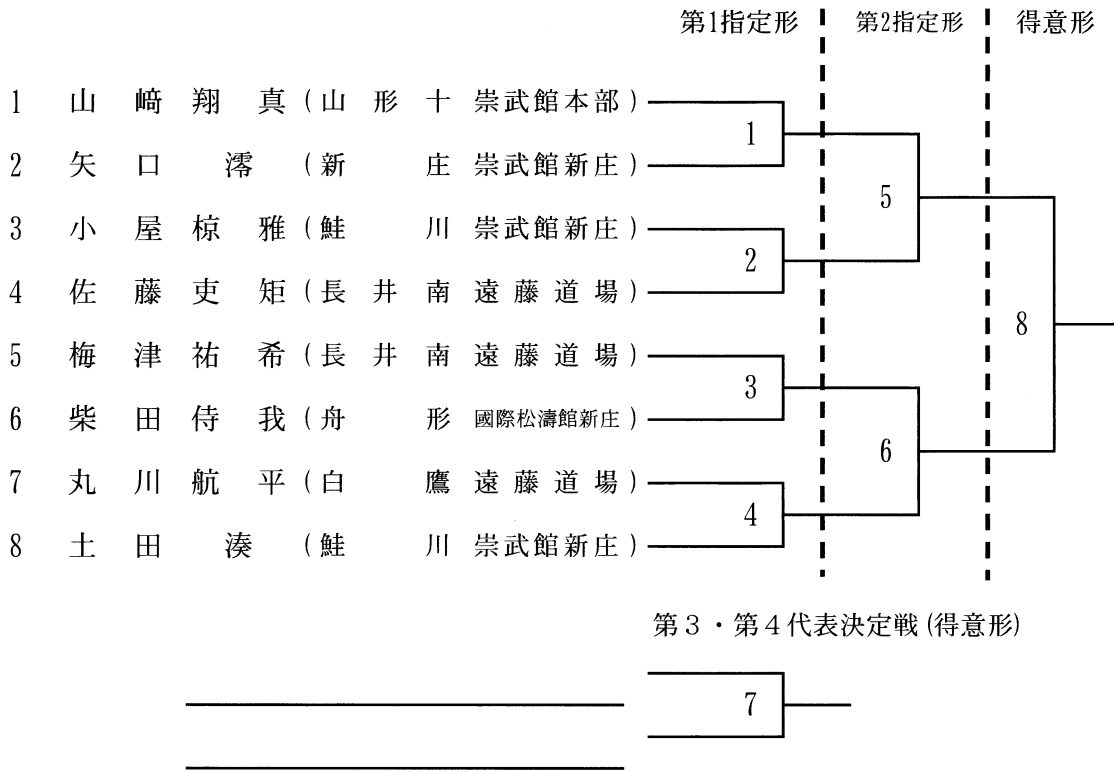 第1指定形 第2指定形 得意形
1 山﨑翔真 (山形十 崇武館本部)
2 矢口澪 (新庄 崇武館新庄)
3 小屋椋雅 (鮭川 崇武館新庄)
4 佐藤吏矩 (長井南 遠藤道場)
5 梅津祐希 (長井南 遠藤道場)
6 柴田侍我 (舟形 國際松濤館新庄)
7 丸川航平 (白鷹 遠藤道場)
8 土田湊 (鮭川 崇武館新庄)
1
2
3
4
5
6
8
第3・第4代表決定戦(得意形)
7